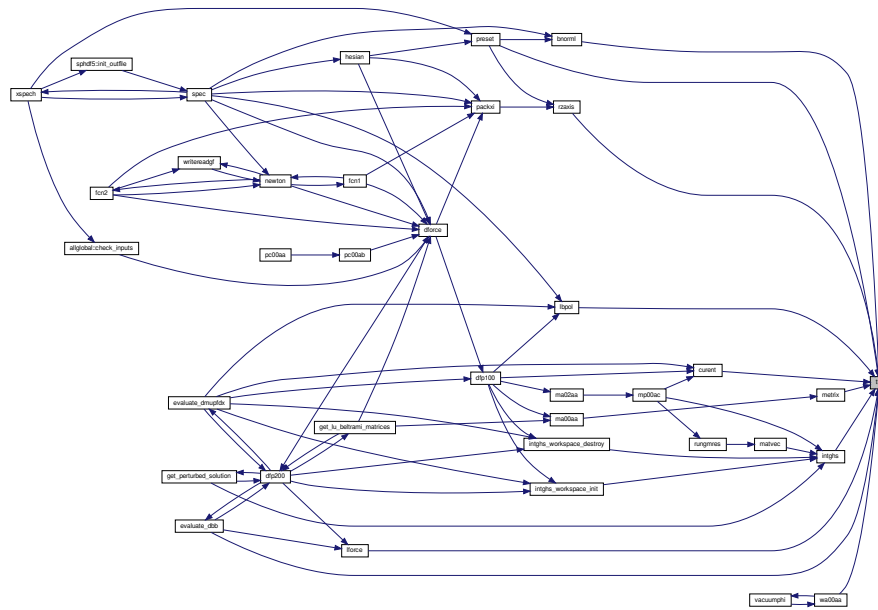 preset
bnorml
hesian
sphdf5::init_outfile
xspech
spec
packxi
rzaxis
writereadgf
newton
fcn1
fcn2
dforce
allglobal::check_inputs
pc00aa
pc00ab
lbpol
curent
dfp100
ma02aa
mp00ac
metrix
evaluate_dmupfdx
ma00aa
get_lu_beltrami_matrices
intghs_workspace_destroy
rungmres
matvec
intghs
get_perturbed_solution
dfp200
intghs_workspace_init
evaluate_dbb
lforce
vacuumphi
wa00aa